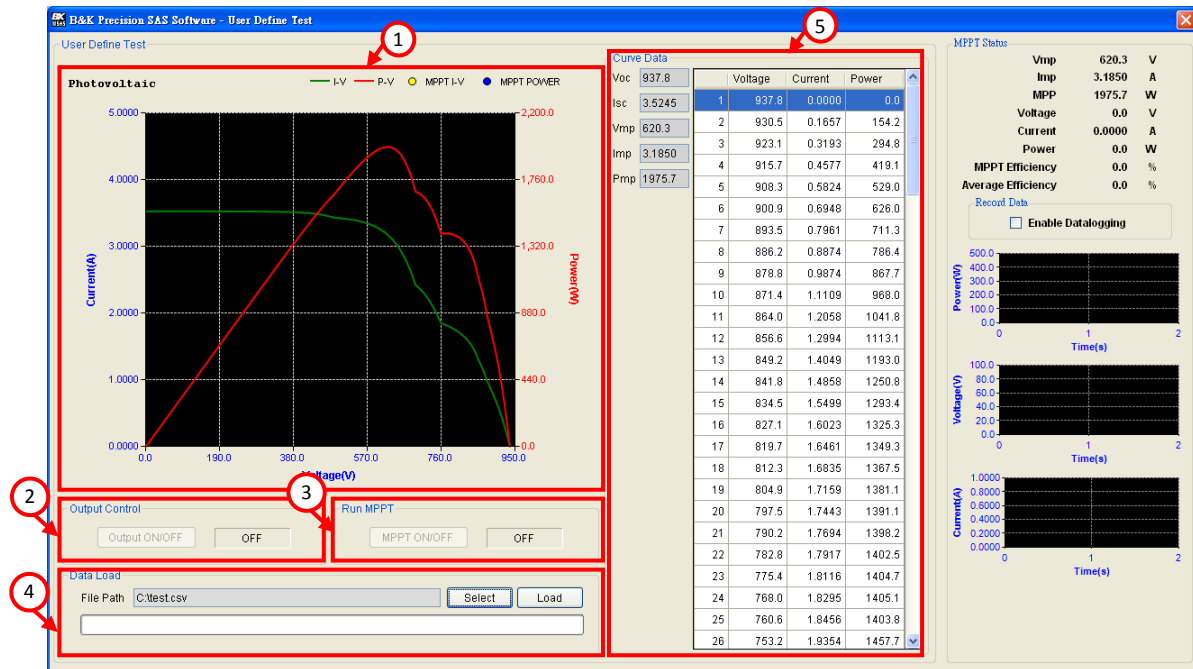 BK SAS B&K Precision SAS Software - User Define Test
User Define Test
1
Photovoltaic I-V P-V MPPT I-V MPPT POWER
5.0000 2,200.0
4.0000 1,760.0
3.0000 1,320.0
Current(A) Power(W)
2.0000 880.0
1.0000 440.0
0.0000 0.0
0.0 190.0 380.0 570.0 760.0 950.0
Voltage(V)
2
Output Control
Output ON/OFF OFF
3
Run MPPT
MPPT ON/OFF OFF
4
Data Load
File Path C:\test.csv Select Load
5
Curve Data
Voc 937.8
Isc 3.5245
Vmp 620.3
Imp 3.1850
Pmp 1975.7
Voltage Current Power
1 937.8 0.0000 0.0
2 930.5 0.1657 154.2
3 923.1 0.3193 294.8
4 915.7 0.4577 419.1
5 908.3 0.5824 529.0
6 900.9 0.6948 626.0
7 893.5 0.7961 711.3
8 886.2 0.8874 786.4
9 878.8 0.9874 867.7
10 871.4 1.1109 968.0
11 864.0 1.2058 1041.8
12 856.6 1.2994 1113.1
13 849.2 1.4049 1193.0
14 841.8 1.4858 1250.8
15 834.5 1.5499 1293.4
16 827.1 1.6023 1325.3
17 819.7 1.6461 1349.3
18 812.3 1.6835 1367.5
19 804.9 1.7159 1381.1
20 797.5 1.7443 1391.1
21 790.2 1.7694 1398.2
22 782.8 1.7917 1402.5
23 775.4 1.8116 1404.7
24 768.0 1.8295 1405.1
25 760.6 1.8456 1403.8
26 753.2 1.9354 1457.7
MPPT Status
Vmp 620.3 V
Imp 3.1850 A
MPP 1975.7 W
Voltage 0.0 V
Current 0.0000 A
Power 0.0 W
MPPT Efficiency 0.0 %
Average Efficiency 0.0 %
Record Data
Enable Datalogging
Power(W)
500.0
400.0
300.0
200.0
100.0
0.0
0 1 2
Time(s)
Voltage(V)
100.0
80.0
60.0
40.0
20.0
0.0
0 1 2
Time(s)
Current(A)
1.0000
0.8000
0.6000
0.4000
0.2000
0.0000
0 1 2
Time(s)